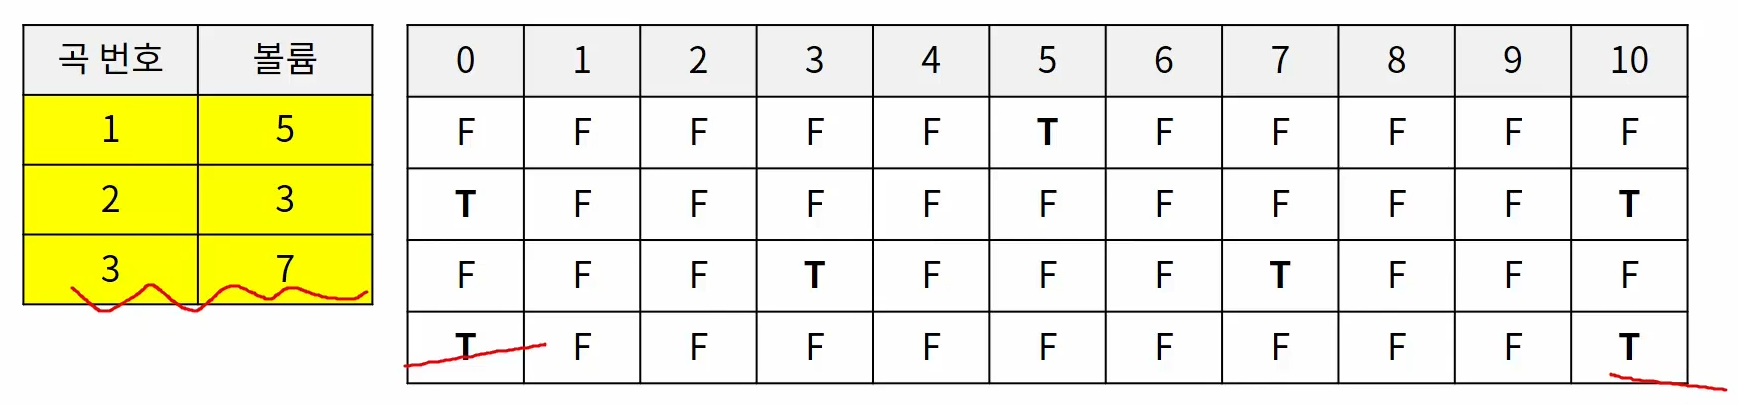 곡 번호 볼륨
1 5
2 3
3 7
0 1 2 3 4 5 6 7 8 9 10
F F F F F T F F F F F
T F F F F F F F F F T
F F F T F F F T F F F
T F F F F F F F F F T